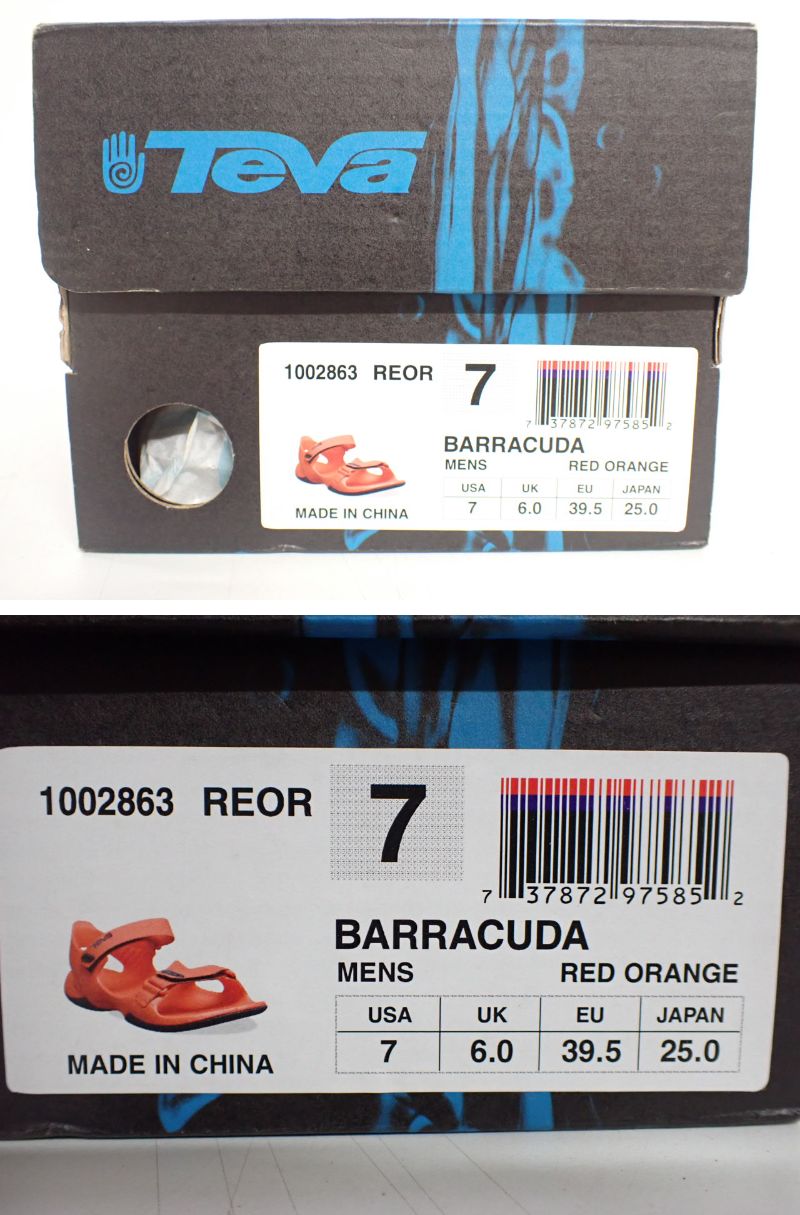 Teva
1002863 REOR 7
7 37872 97585 2
BARRACUDA
MENS RED ORANGE
USA UK EU JAPAN
7 6.0 39.5 25.0
MADE IN CHINA
1002863 REOR 7
7 37872 97585 2
TEVA
BARRACUDA
MENS RED ORANGE
USA UK EU JAPAN
7 6.0 39.5 25.0
MADE IN CHINA